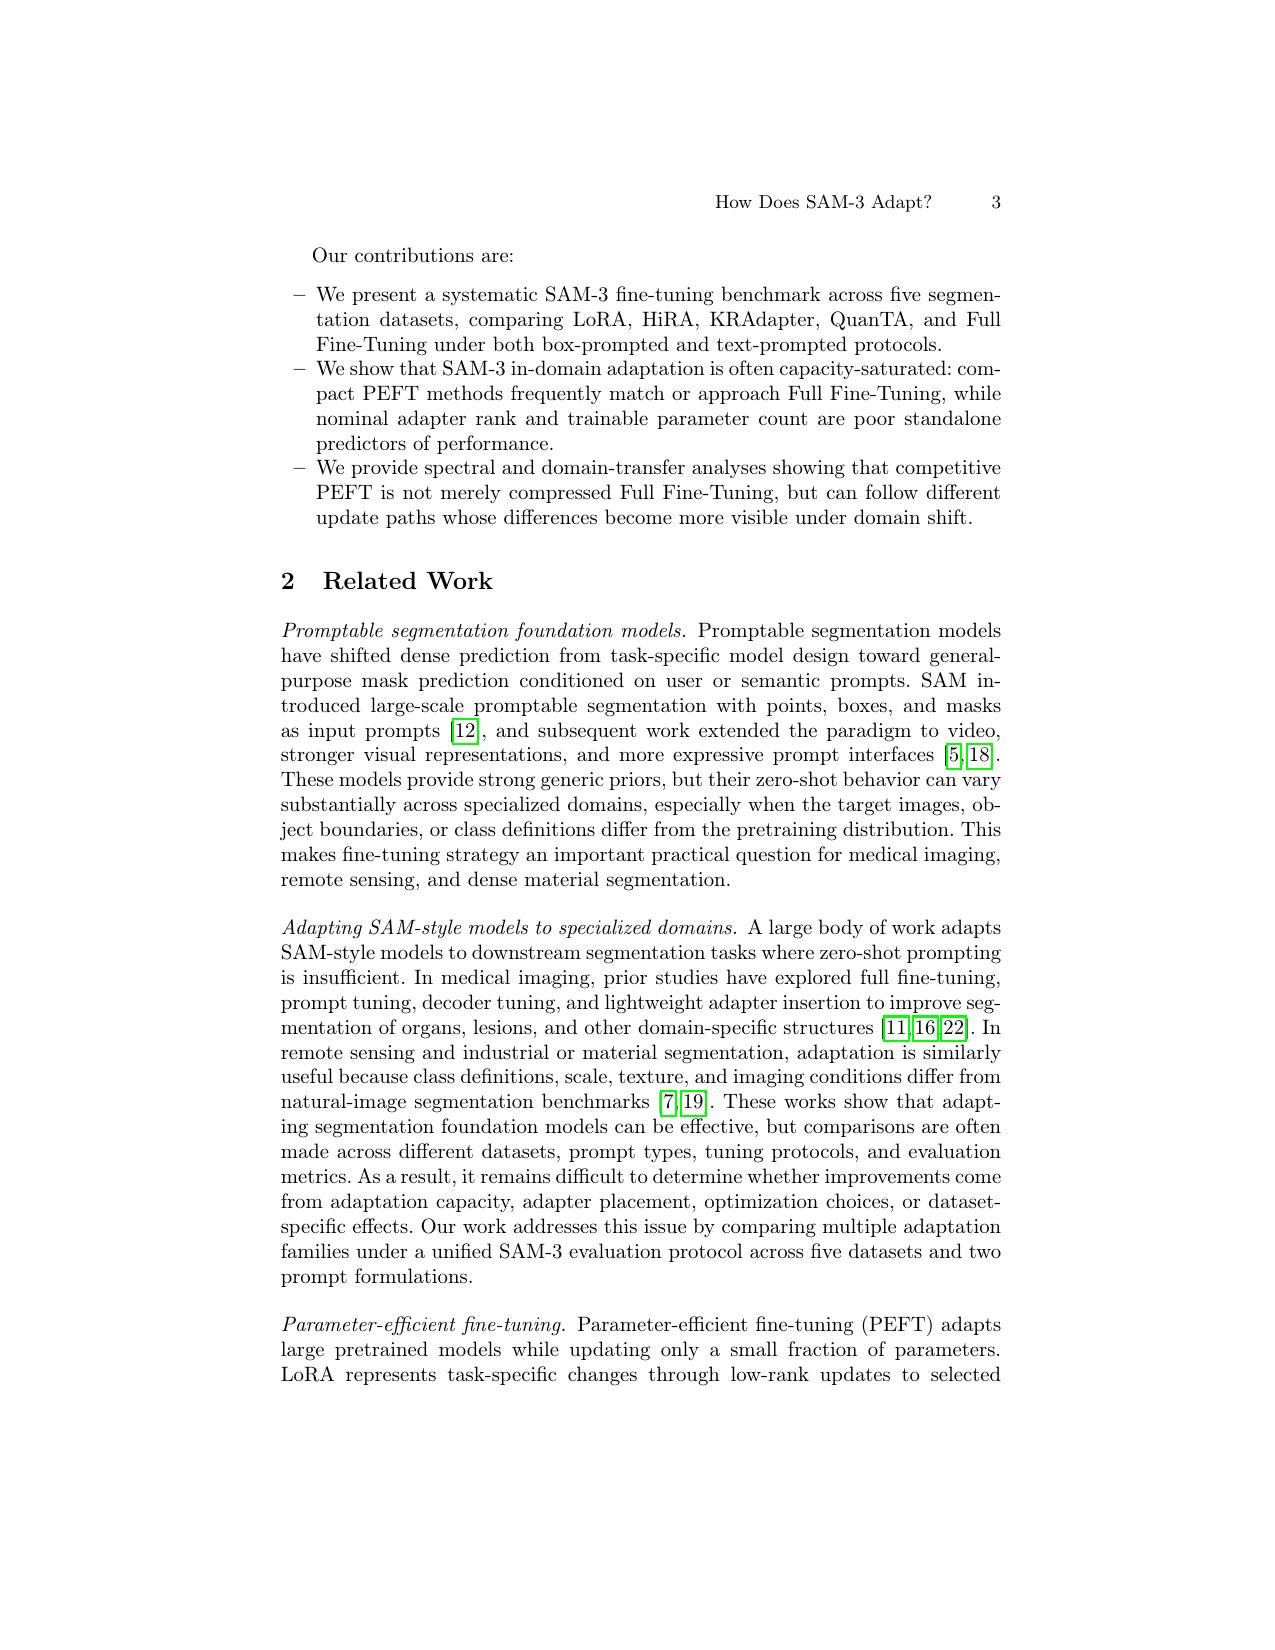 How Does SAM-3 Adapt? 3
Our contributions are:
– We present a systematic SAM-3 fine-tuning benchmark across five segmen-
tation datasets, comparing LoRA, HiRA, KRAdapter, QuanTA, and Full
Fine-Tuning under both box-prompted and text-prompted protocols.
– We show that SAM-3 in-domain adaptation is often capacity-saturated: com-
pact PEFT methods frequently match or approach Full Fine-Tuning, while
nominal adapter rank and trainable parameter count are poor standalone
predictors of performance.
– We provide spectral and domain-transfer analyses showing that competitive
PEFT is not merely compressed Full Fine-Tuning, but can follow different
update paths whose differences become more visible under domain shift.
2 Related Work
Promptable segmentation foundation models. Promptable segmentation models
have shifted dense prediction from task-specific model design toward general-
purpose mask prediction conditioned on user or semantic prompts. SAM in-
troduced large-scale promptable segmentation with points, boxes, and masks
as input prompts [12], and subsequent work extended the paradigm to video,
stronger visual representations, and more expressive prompt interfaces [5,18].
These models provide strong generic priors, but their zero-shot behavior can vary
substantially across specialized domains, especially when the target images, ob-
ject boundaries, or class definitions differ from the pretraining distribution. This
makes fine-tuning strategy an important practical question for medical imaging,
remote sensing, and dense material segmentation.
Adapting SAM-style models to specialized domains. A large body of work adapts
SAM-style models to downstream segmentation tasks where zero-shot prompting
is insufficient. In medical imaging, prior studies have explored full fine-tuning,
prompt tuning, decoder tuning, and lightweight adapter insertion to improve seg-
mentation of organs, lesions, and other domain-specific structures [11,16,22]. In
remote sensing and industrial or material segmentation, adaptation is similarly
useful because class definitions, scale, texture, and imaging conditions differ from
natural-image segmentation benchmarks [7,19]. These works show that adapt-
ing segmentation foundation models can be effective, but comparisons are often
made across different datasets, prompt types, tuning protocols, and evaluation
metrics. As a result, it remains difficult to determine whether improvements come
from adaptation capacity, adapter placement, optimization choices, or dataset-
specific effects. Our work addresses this issue by comparing multiple adaptation
families under a unified SAM-3 evaluation protocol across five datasets and two
prompt formulations.
Parameter-efficient fine-tuning. Parameter-efficient fine-tuning (PEFT) adapts
large pretrained models while updating only a small fraction of parameters.
LoRA represents task-specific changes through low-rank updates to selected